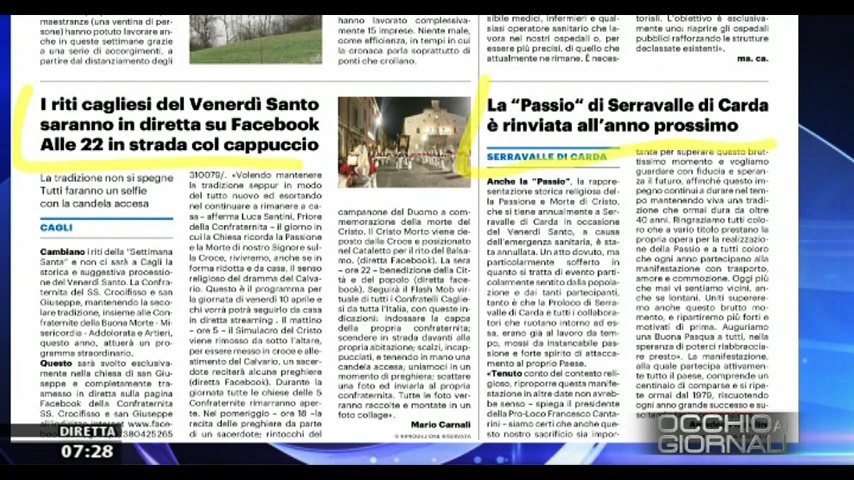 maestranze (una ventina di per-
sone) hanno potuto lavorare an-
che in queste settimane grazie
a una serie di accorgimenti, a
partire dal distanziamento degli
hanno lavorato complessiva-
mente 15 imprese. Niente male,
come efficienza, in tempi in cui
la cronaca parla soprattutto di
ponti che crollano.
sibile medici, infermieri e qual-
siasi operatore sanitario che la-
vora nei nostri ospedali o, per
essere più precisi, di quello che
attualmente ne rimane. È neces-
toriali. L'obiettivo è esclusiva-
mente uno: riaprire gli ospedali
pubblici rafforzando le strutture
declassate esistenti».
ma. ca.
I riti cagliesi del Venerdì Santo
saranno in diretta su Facebook
Alle 22 in strada col cappuccio
La tradizione non si spegne
Tutti faranno un selfie
con la candela accesa
CAGLI
Cambiano i riti della "Settimana
Santa" e non ci sarà a Cagli la
storica e suggestiva processio-
ne del Venerdì Santo. La Confra-
ternita del SS. Crocifisso e san
Giuseppe, mantenendo la seco-
lare tradizione, insieme alle Con-
fraternite della Buona Morte - Mi-
sericordia - Addolorata e Artieri,
questo anno, attuerà un pro-
gramma straordinario.
Questo sarà svolto esclusiva-
mente nella chiesa di san Giu-
seppe e completamente tra-
smesso in diretta sulla pagina
Facebook della Confraternita
SS. Crocifisso e san Giuseppe
all'indirizzo internet www.face-
310079/. «Volendo mantenere
la tradizione seppur in modo
del tutto nuovo ed esortando
nel continuare a rimanere a ca-
sa – afferma Luca Santini, Priore
della Confraternita – il giorno in
cui la Chiesa ricorda la Passione
e la Morte di nostro Signore sul-
la Croce, rivivremo, anche se in
forma ridotta e da casa, il senso
religioso del dramma del Calva-
rio. Questo è il programma per
la giornata di venerdì 10 aprile e
chi vorrà potrà seguirlo da casa
in diretta streaming . Il mattino
– ore 5 – il Simulacro del Cristo
viene rimosso da sotto l'altare,
per essere messo in croce e alle-
stimento del Calvario, un sacer-
dote reciterà alcune preghiere
(diretta Facebook). Durante la
giornata tutte le chiese delle 5
Confraternite rimarranno aper-
te. Nel pomeriggio – ore 18 –la
recita delle preghiere da parte
di un sacerdote; rintocchi del
campanone del Duomo a com-
memorazione della morte del
Cristo. Il Cristo Morto viene de-
posto dalla Croce e posizionato
nel Cataletto per il rito del Balsa-
mo. (diretta Facebook). La sera
– ore 22 – benedizione della Cit-
tà e del popolo (diretta face-
book). Seguirà il Flash Mob vir-
tuale di tutti i Confratelli Cagliesi
da tutta l'Italia, con queste in-
dicazioni: indossare la cappa
della propria confraternita;
scendere in strada davanti alla
propria abitazione; scalzi, incap-
pucciati, e tenendo in mano una
candela accesa; uniamoci in un
momento di preghiera; scattare
una foto ed inviarla al proprio
confraternita. Tutte le foto ver-
ranno raccolte e montate in un
foto collage».
Mario Carnali
© RIPRODUZIONE RISERVATA
La "Passio" di Serravalle di Carda
è rinviata all'anno prossimo
SERRAVALLE DI CARDA
Anche la "Passio", la rappre-
sentazione storica religiosa del-
la Passione e Morte di Cristo,
che si tiene annualmente a Ser-
ravalle di Carda in occasione
del Venerdì Santo, a causa
dell'emergenza sanitaria, è sta-
ta annullata. Un atto dovuto, ma
particolarmente sofferto in
quanto si tratta di evento parti-
colarmente sentito dalla popola-
zione e dai tanti partecipanti,
tanto è che la Proloco di Serra-
valle di Carda e tutti i collabora-
tori che ruotano intorno ad es-
sa, erano già al lavoro da tem-
po, mossi da instancabile pas-
sione e forte spirito di attacca-
mento al proprio Paese.
«Tenuto conto del contesto reli-
gioso, riproporre questa manife-
stazione in altre date non avreb-
be senso – spiega il presidente
della Pro-Loco Francesco Canta-
rini – siamo certi che anche que-
sto nostro sacrificio sia impor-
tante per superare questo brut-
tissimo momento e vogliamo
guardare con fiducia e speran-
za il futuro, affinché questo im-
pegno continui a durare nel tem-
po mantenendo viva una tradi-
zione che ormai dura da oltre
40 anni. Ringraziamo tutti colo-
ro che a vario titolo prestano la
propria opera per la realizzazio-
ne della Passio e a tutti coloro
che ogni anno partecipano alla
manifestazione con trasporto,
amore e commozione. Oggi più
che mai vi sentiamo vicini, an-
che se lontani. Uniti supereremo
anche questo brutto mo-
mento, e ripartiremo più forti e
motivati di prima. Auguriamo
una Buona Pasqua a tutti, nella
speranza di poterci riabbraccia-
re presto». La manifestazione,
alla quale partecipa attivamen-
te tutto il paese, comprende un
centinaio di comparse e si ripe-
te ormai dal 1979, riscuotendo
ogni anno grande successo e su-
DIRETTA
07:28
OCCHIO AI
GIORNALI